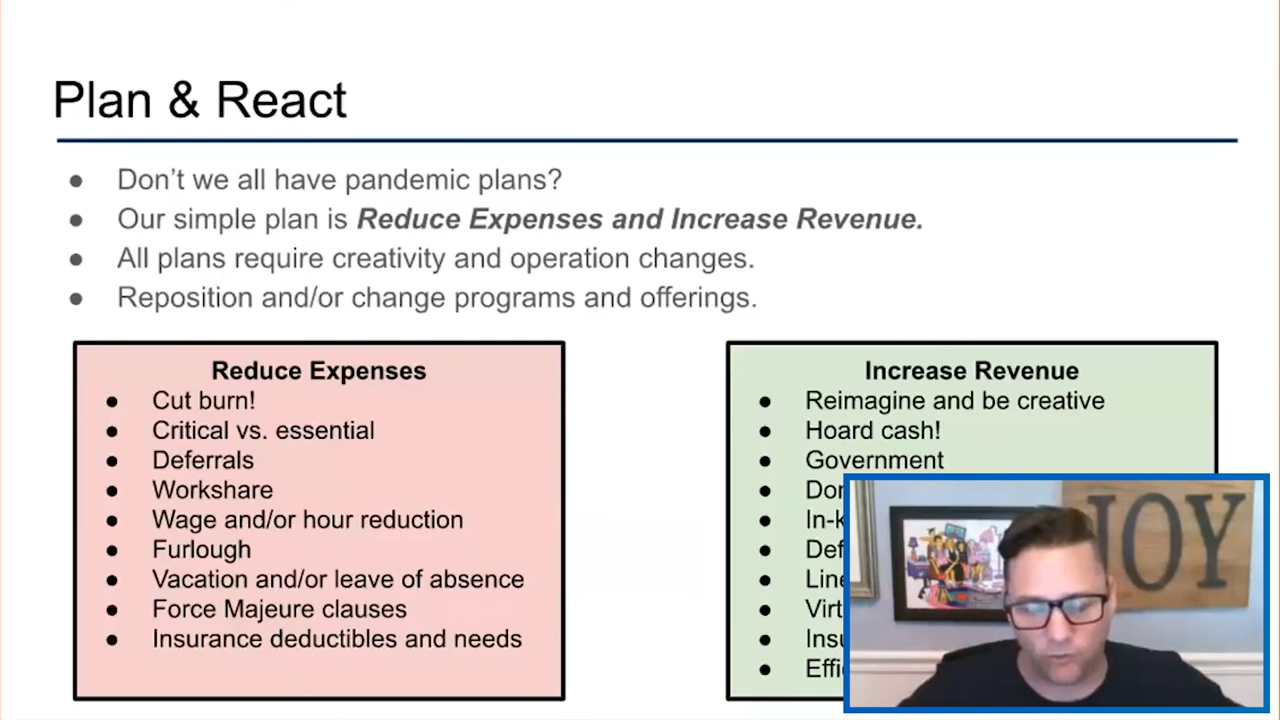 Plan & React
● Don’t we all have pandemic plans?
● Our simple plan is Reduce Expenses and Increase Revenue.
● All plans require creativity and operation changes.
● Reposition and/or change programs and offerings.
Reduce Expenses
● Cut burn!
● Critical vs. essential
● Deferrals
● Workshare
● Wage and/or hour reduction
● Furlough
● Vacation and/or leave of absence
● Force Majeure clauses
● Insurance deductibles and needs
Increase Revenue
● Reimagine and be creative
● Hoard cash!
● Government
JOY